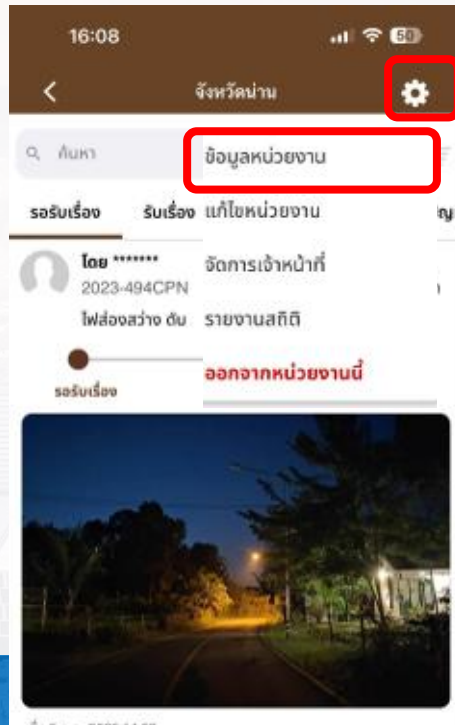 16:08
50
จังหวัดน่าน
ค้นหา
ข้อมูลหน่วยงาน
แก้ไขหน่วยงาน
จัดการเจ้าหน้าที่
รายงานสถิติ
ออกจากหน่วยงานนี้
รอรับเรื่อง รับเรื่อง
โดย *******
2023-494CPN
ไฟส่องสว่าง ดับ
รอรับเรื่อง